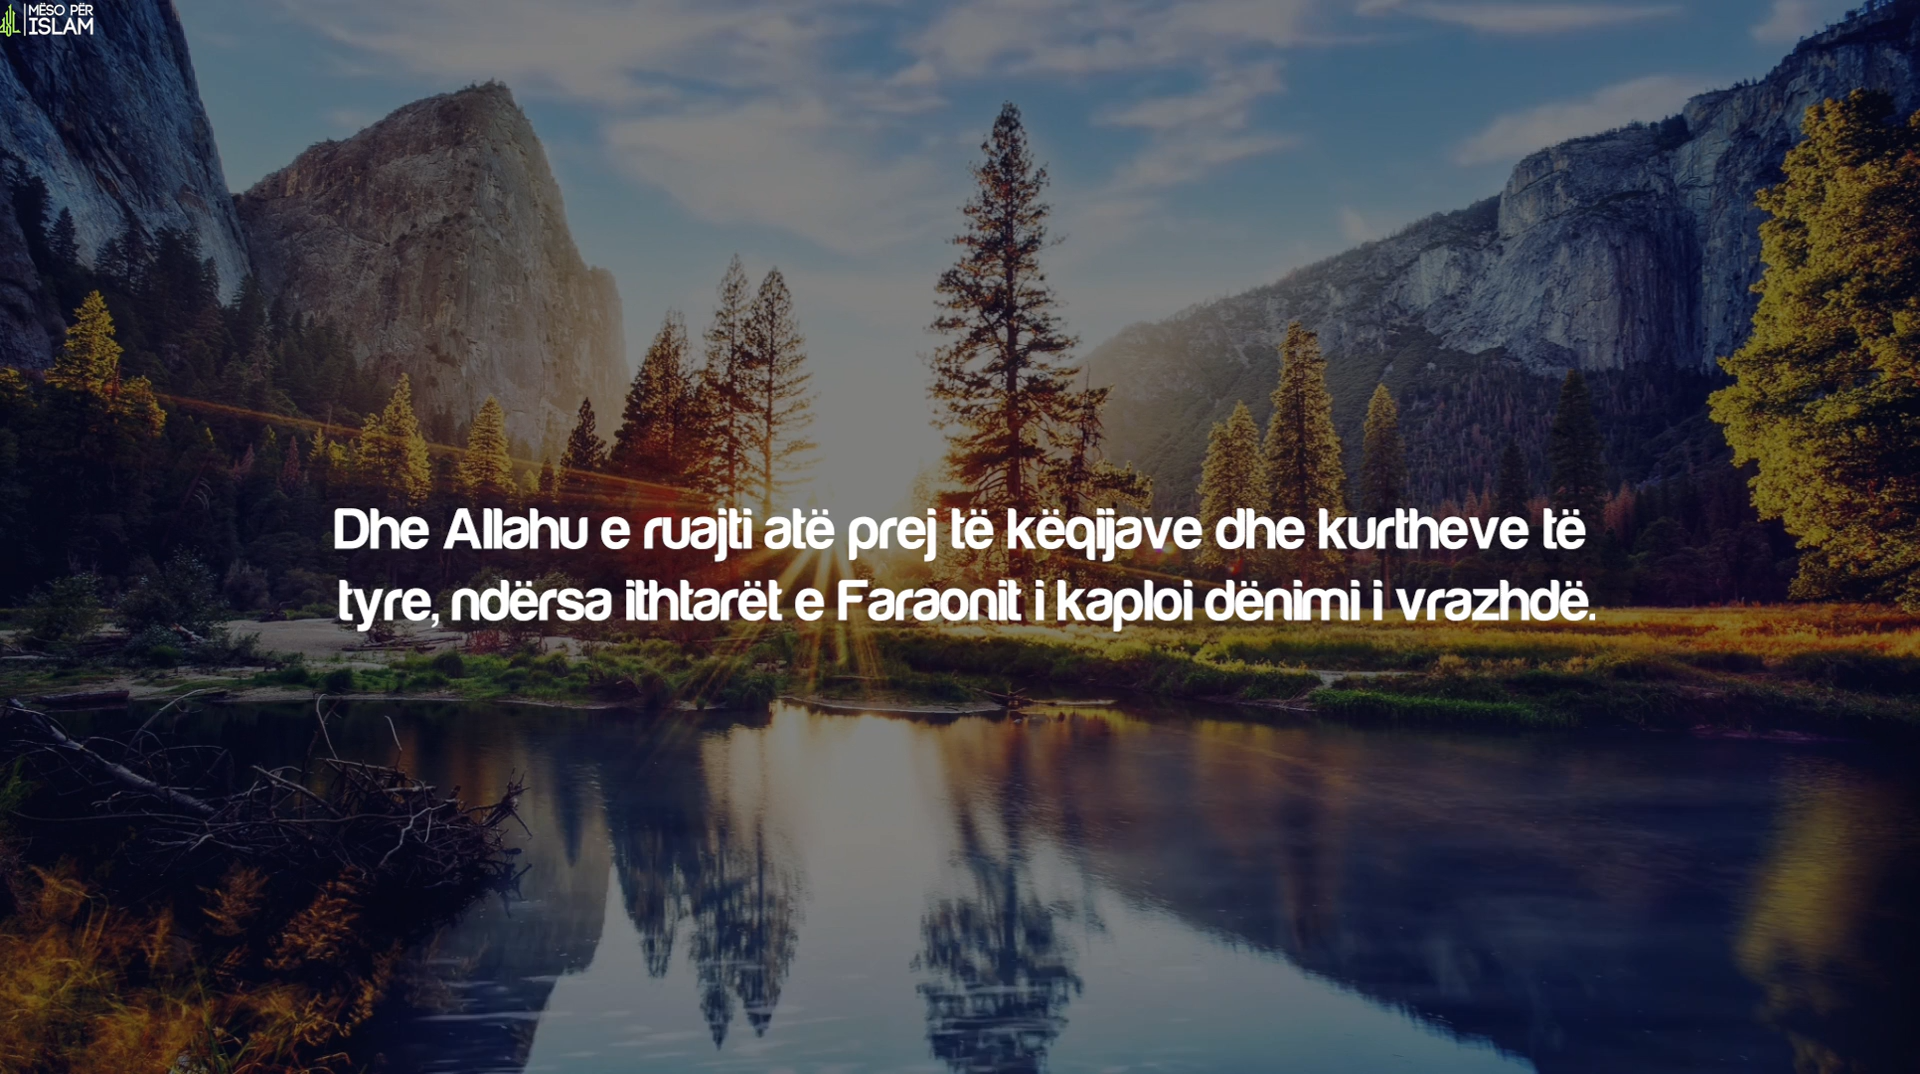 MËSO PËR
ISLAM
Dhe Allahu e ruajti atë prej të këqijave dhe kurtheve të
tyre, ndërsa ithtarët e Faraonit i kaploi dënimi i vrazhdë.